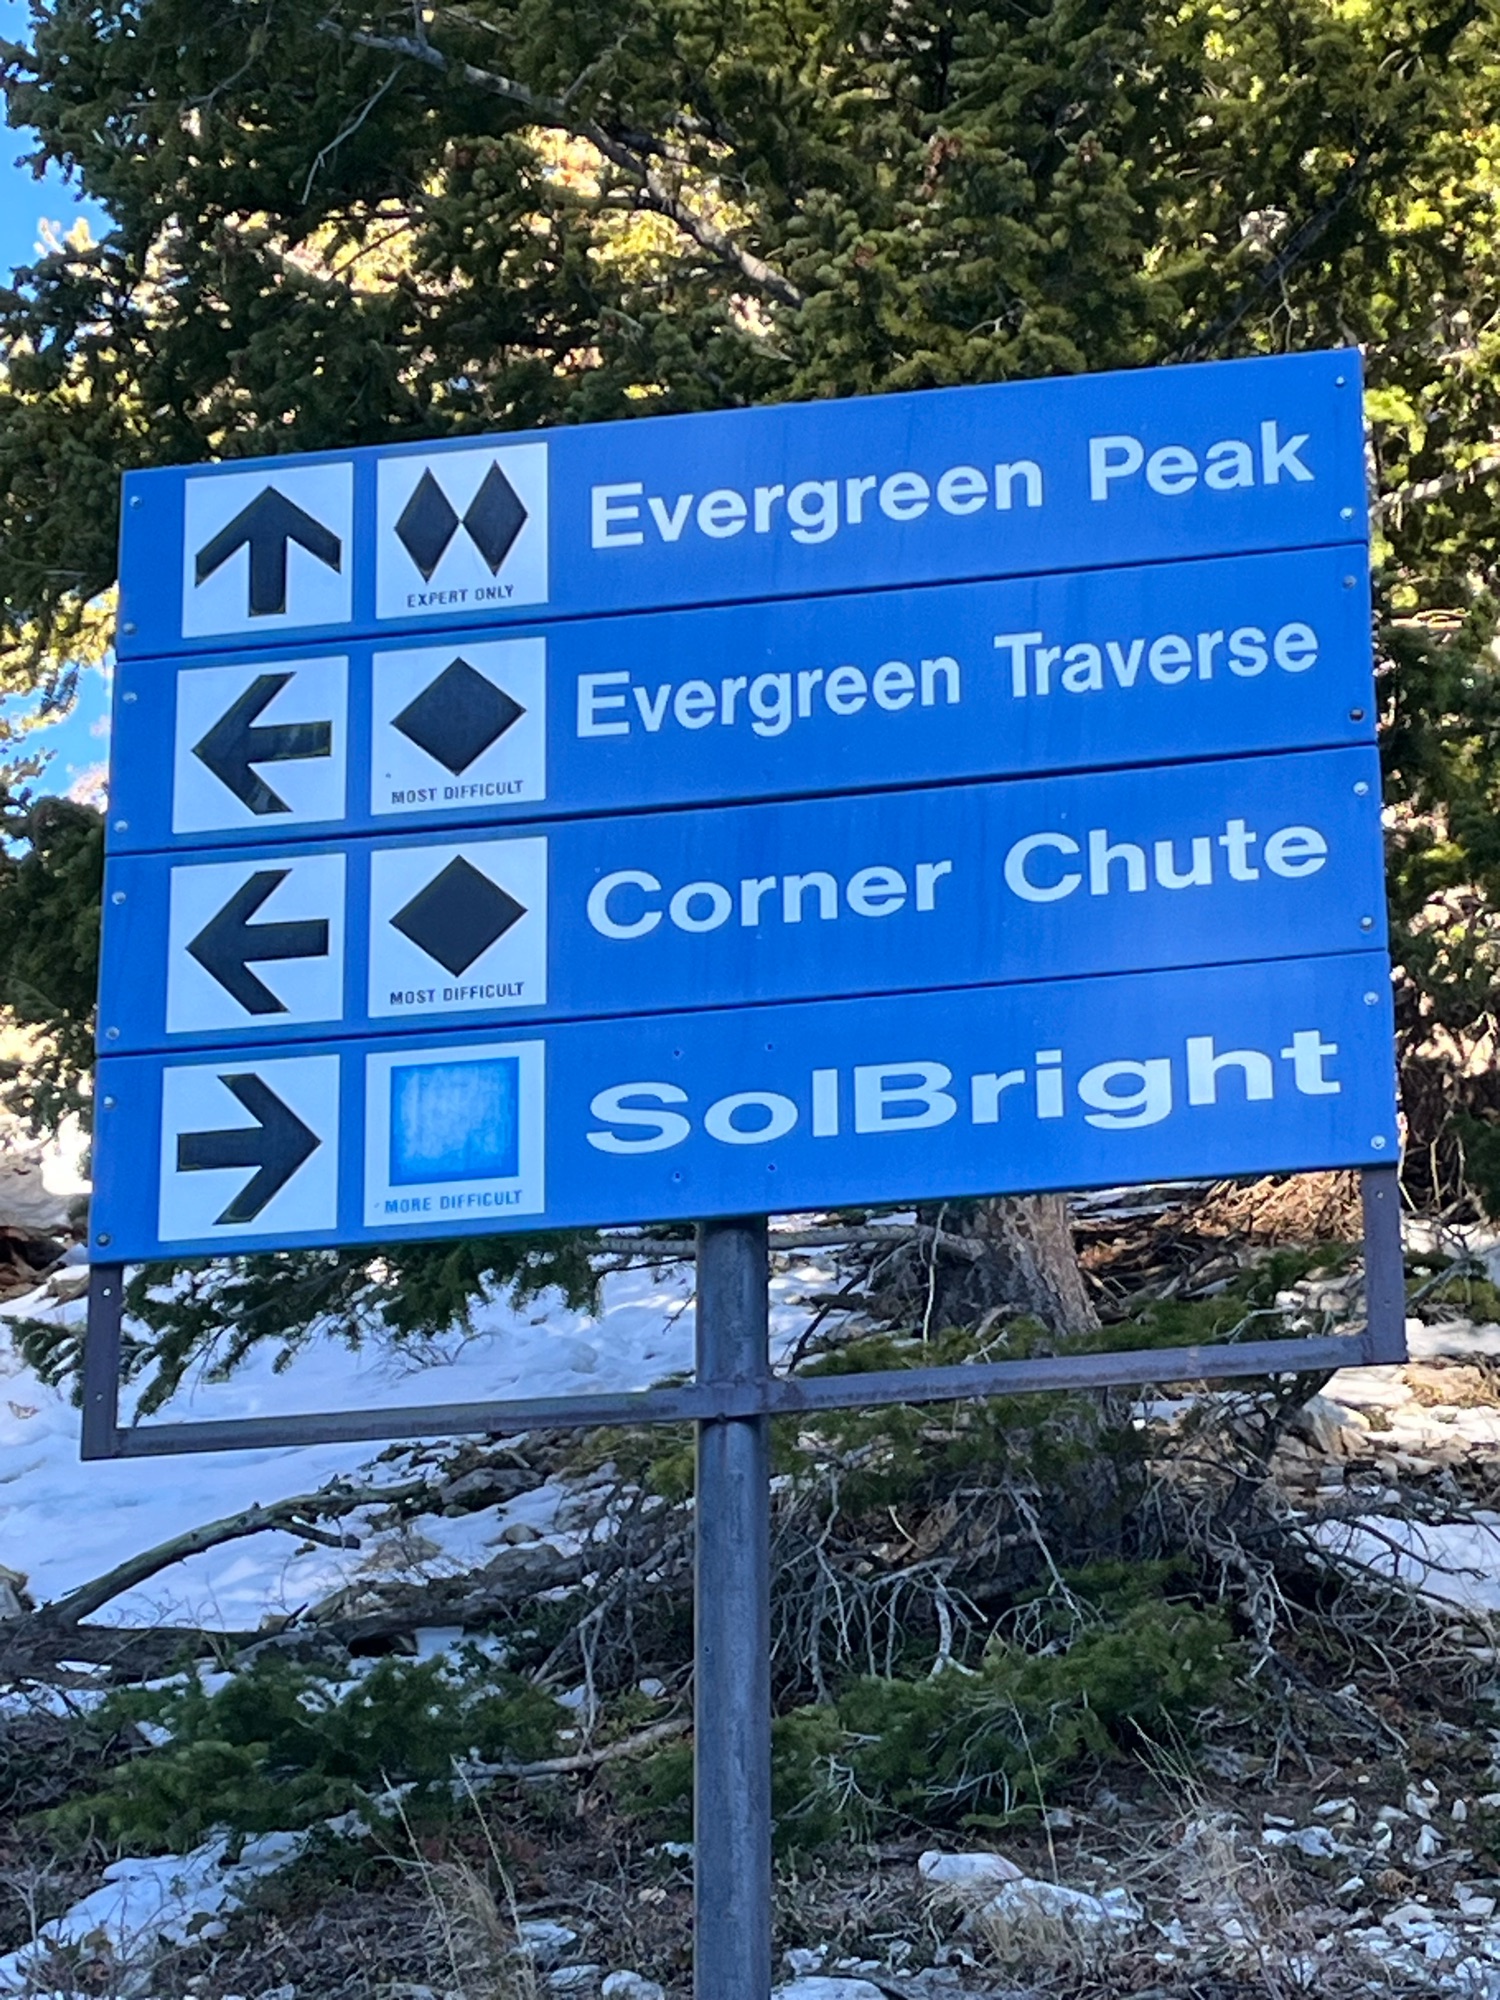 EXPERT ONLY
Evergreen Peak
MOST DIFFICULT
Evergreen Traverse
MOST DIFFICULT
Corner Chute
MORE DIFFICULT
SolBright